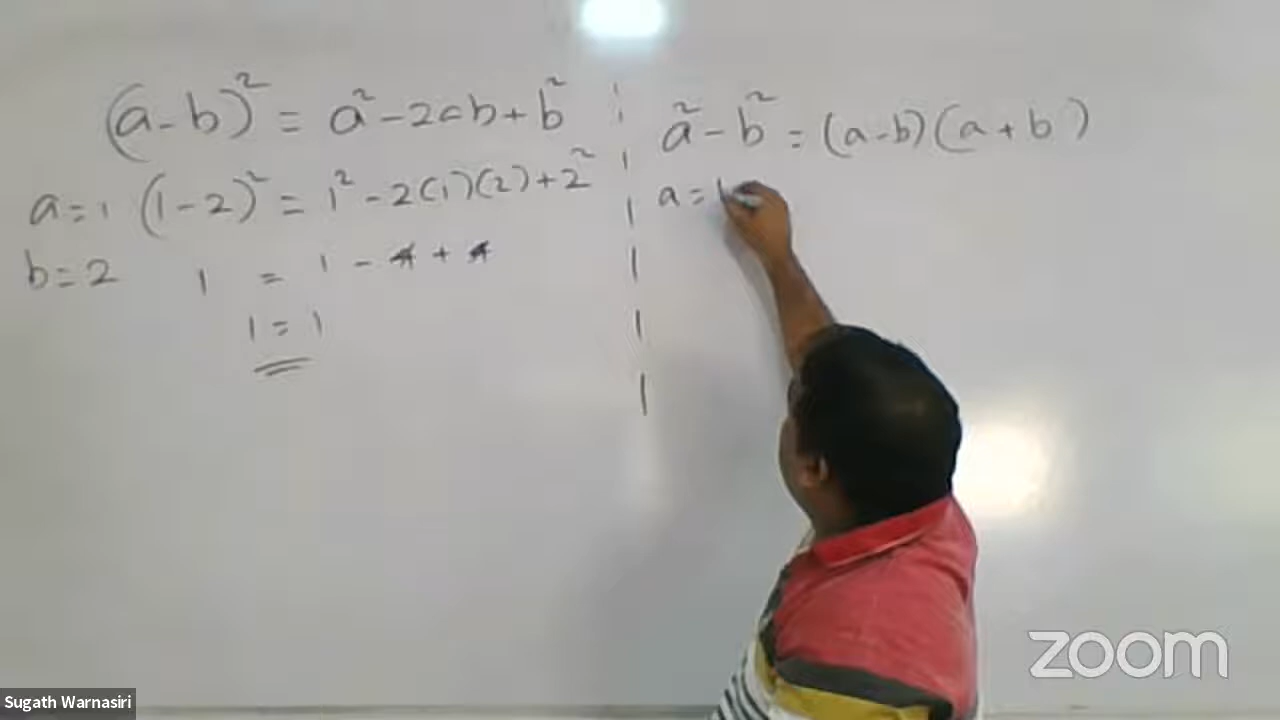 (a-b)² = a²-2ab+b²
a=1 (1-2)² = 1²-2(1)(2)+2²
b=2 1 = 1 - 4 + 4
1 = 1
a²-b² = (a-b)(a+b)
a=1
zoom
Sugath Warnasiri